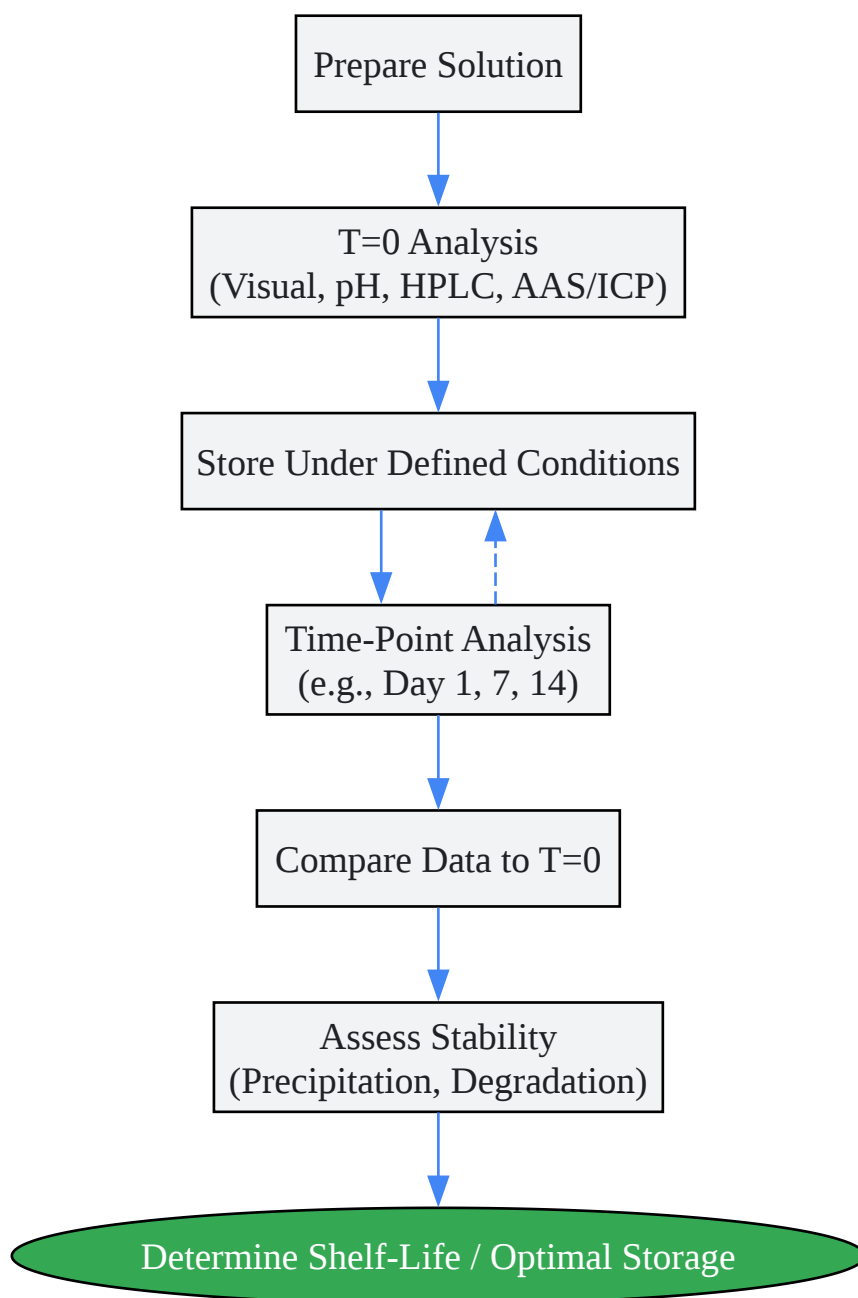 Prepare Solution
T=0 Analysis
(Visual, pH, HPLC, AAS/ICP)
Store Under Defined Conditions
Time-Point Analysis
(e.g., Day 1, 7, 14)
Compare Data to T=0
Assess Stability
(Precipitation, Degradation)
Determine Shelf-Life / Optimal Storage